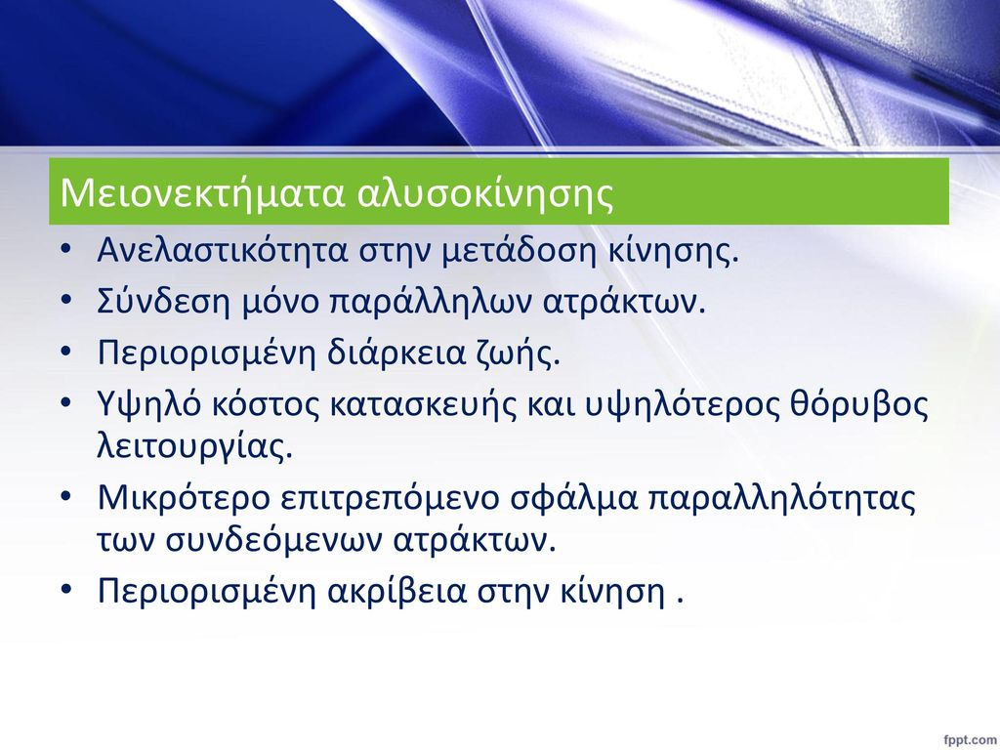 Μειονεκτήματα αλυσοκίνησης
• Ανελαστικότητα στην μετάδοση κίνησης.
• Σύνδεση μόνο παράλληλων ατράκτων.
• Περιορισμένη διάρκεια ζωής.
• Υψηλό κόστος κατασκευής και υψηλότερος θόρυβος
λειτουργίας.
• Μικρότερο επιτρεπόμενο σφάλμα παραλληλότητας
των συνδεόμενων ατράκτων.
• Περιορισμένη ακρίβεια στην κίνηση .
fppt.com